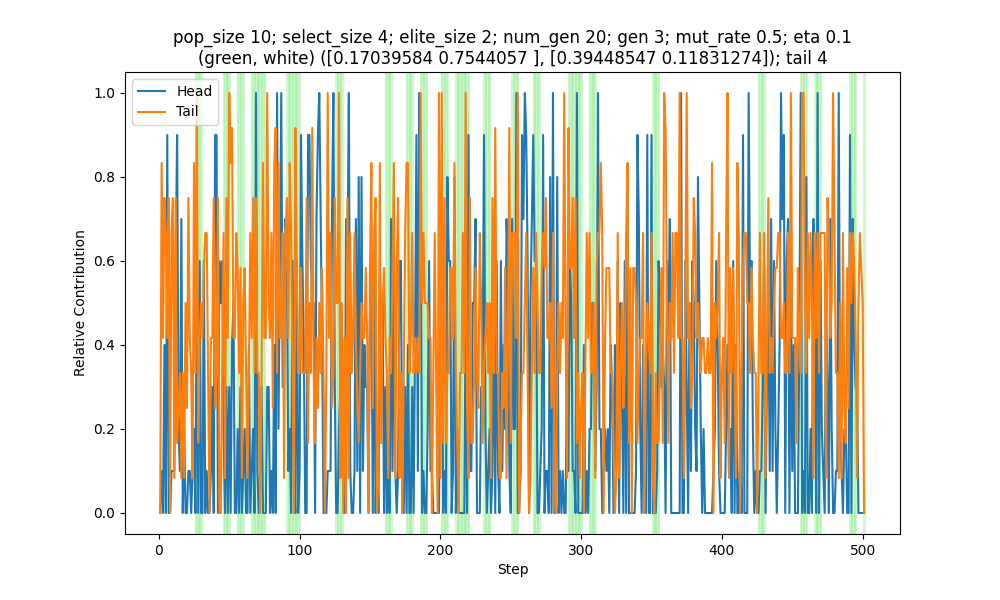 pop_size 10; select_size 4; elite_size 2; num_gen 20; gen 3; mut_rate 0.5; eta 0.1
(green, white) ([0.17039584 0.7544057 ], [0.39448547 0.11831274]); tail 4
Head
Tail
Relative Contribution
1.0
0.8
0.6
0.4
0.2
0.0
0
100
200
300
400
500
Step